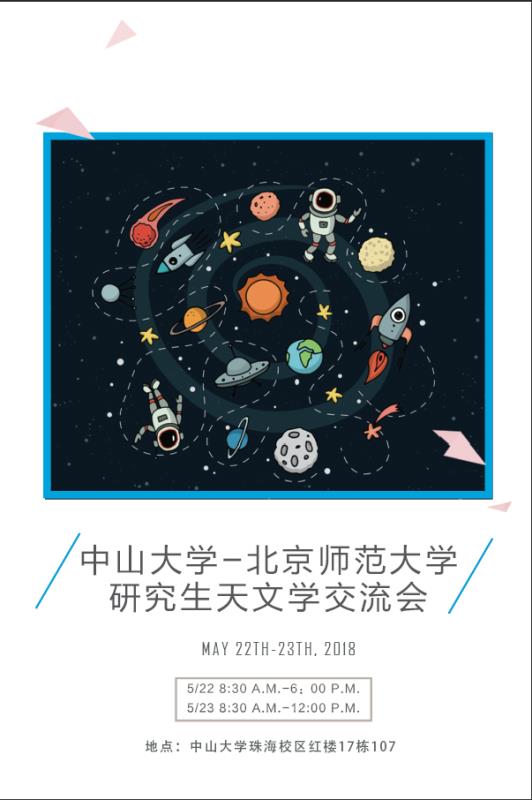 中山大学-北京师范大学
研究生天文学交流会
MAY 22TH-23TH, 2018
5/22 8:30 A.M.-6：00 P.M.
5/23 8:30 A.M.-12:00 P.M.
地点：中山大学珠海校区红楼17栋107